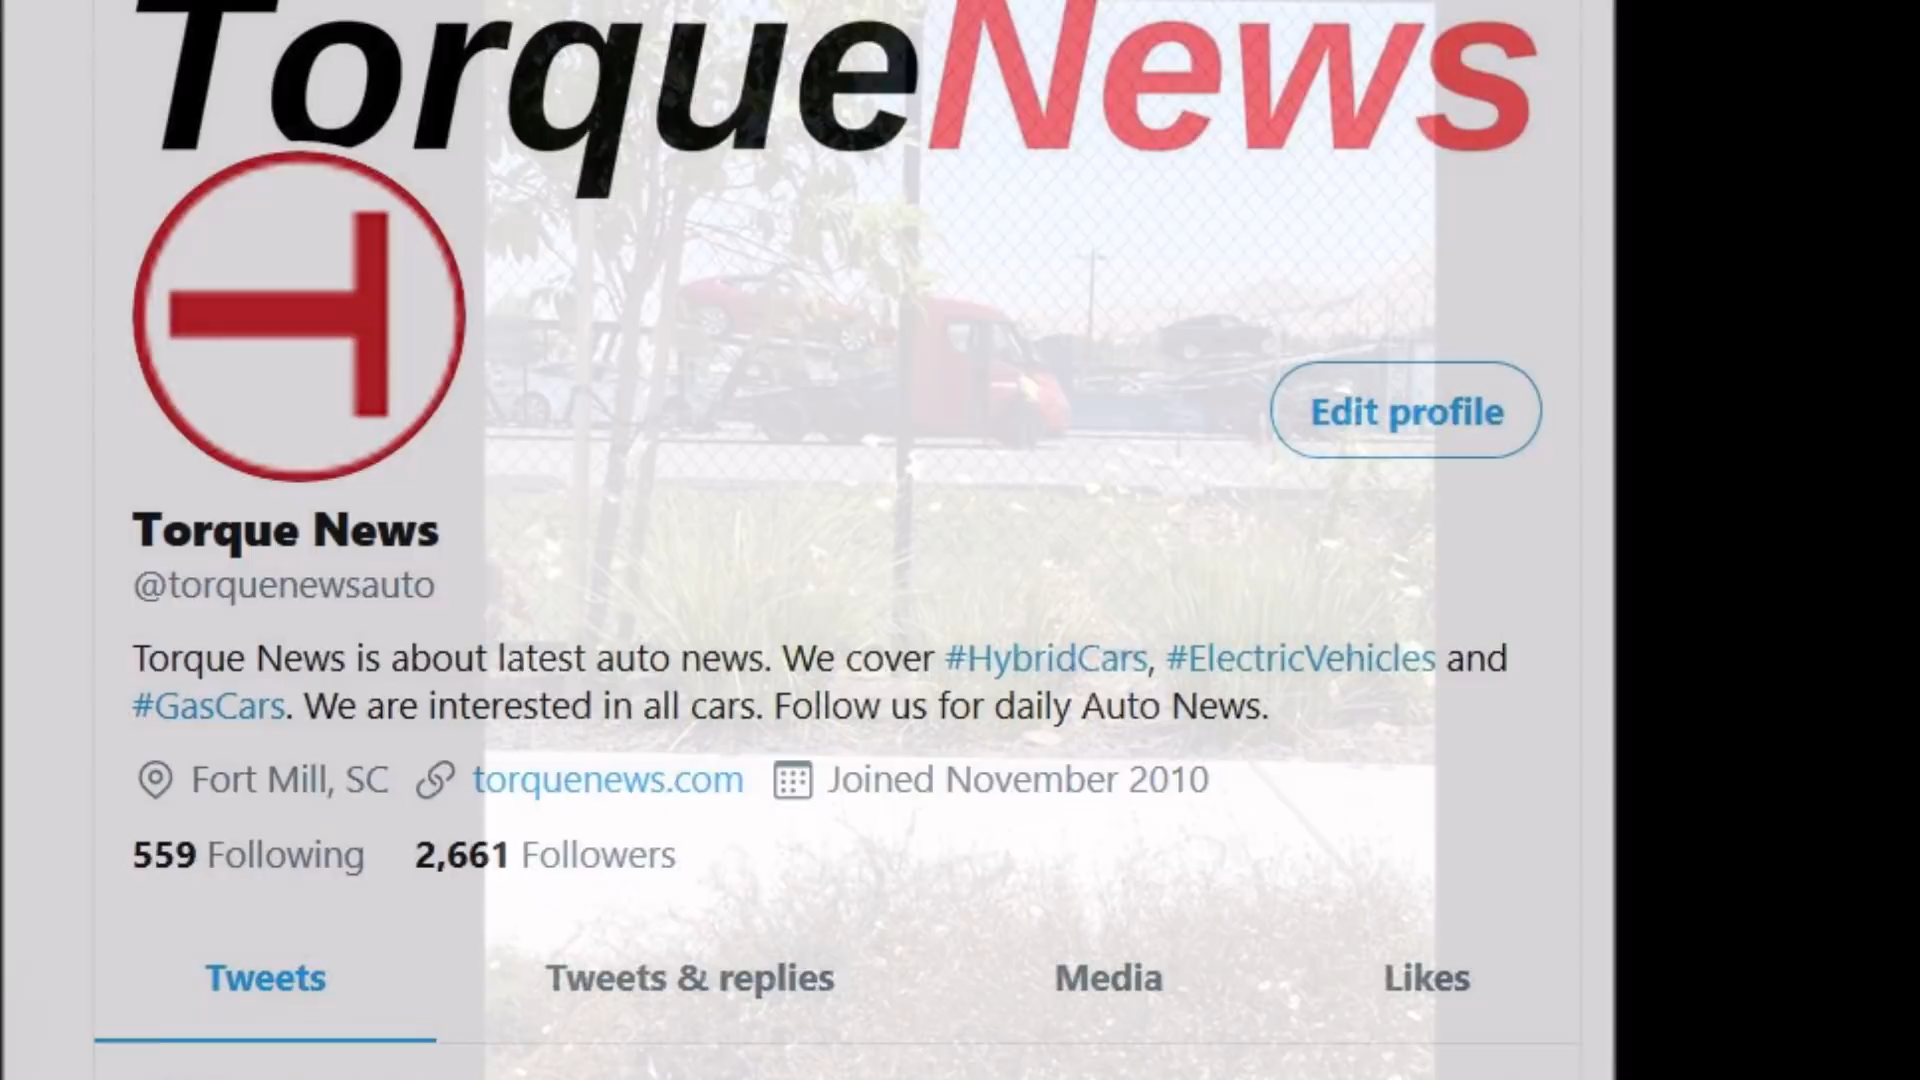 TorqueNews
T
Edit profile
Torque News
@torquenewsauto
Torque News is about latest auto news. We cover #HybridCars, #ElectricVehicles and
#GasCars. We are interested in all cars. Follow us for daily Auto News.
Fort Mill, SC torquenews.com Joined November 2010
559 Following 2,661 Followers
Tweets Tweets & replies Media Likes